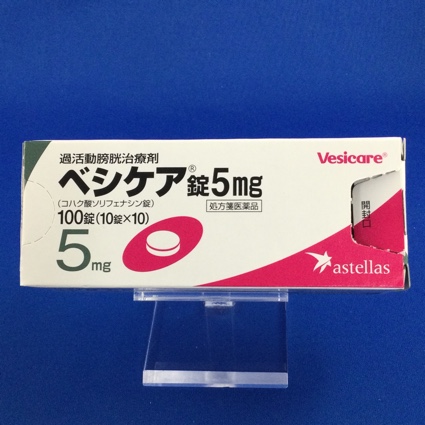 過活動膀胱治療剤
Vesicare®
ベシケア®錠5mg
(コハク酸ソリフェナシン錠)
処方箋医薬品
100錠(10錠×10)
5mg
開封口
astellas